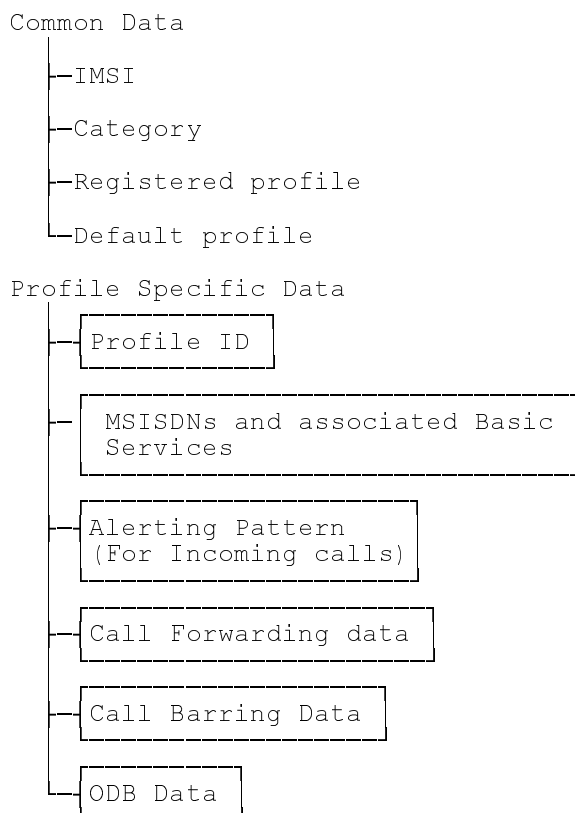 Common Data
IMSI
Category
Registered profile
Default profile
Profile Specific Data
Profile ID
MSISDNs and associated Basic
Services
Alerting Pattern
(For Incoming calls)
Call Forwarding data
Call Barring Data
ODB Data